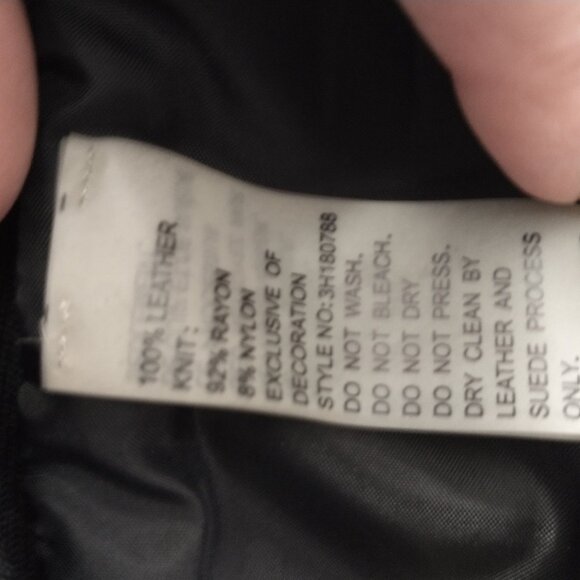 100% LEATHER
KNIT:
92% RAYON
8% NYLON
EXCLUSIVE OF
DECORATION
STYLE NO:3H180788
DO NOT WASH.
DO NOT BLEACH.
DO NOT DRY
DO NOT PRESS.
DRY CLEAN BY
LEATHER AND
SUEDE PROCESS
ONLY.